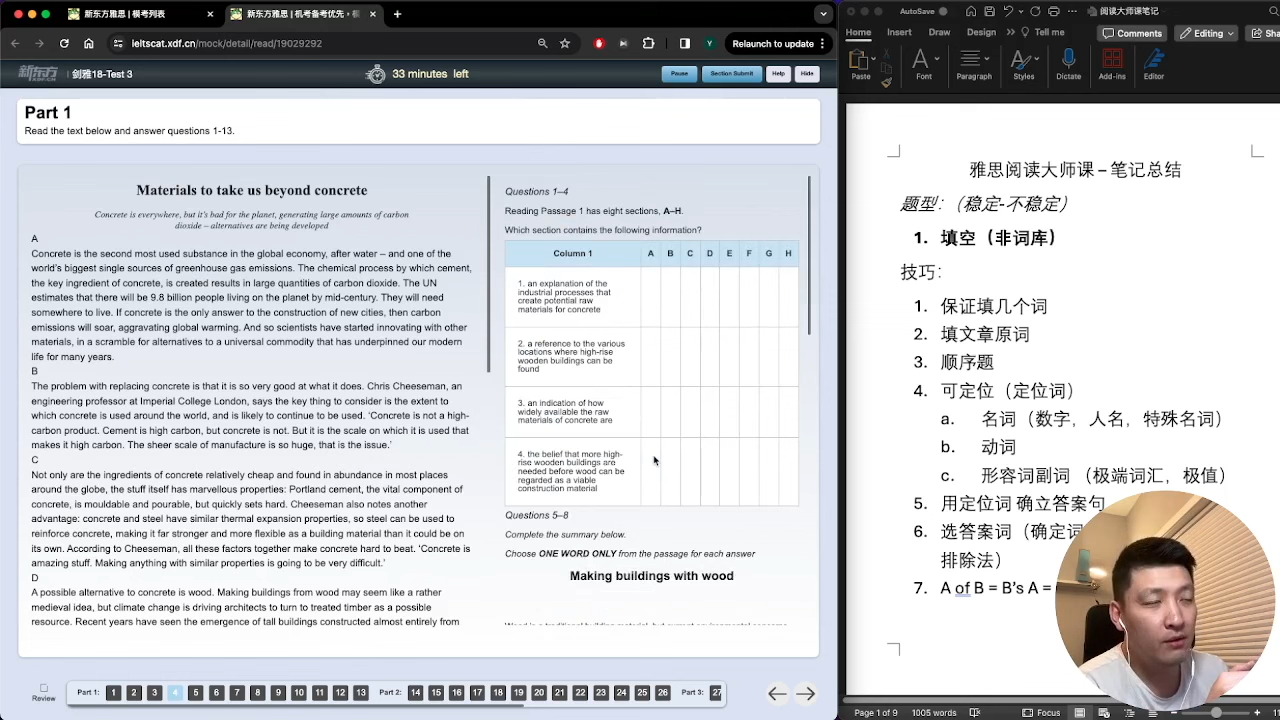 新东方雅思 | 模考列表
新东方雅思 | 机考备考优先 · 模
ieltscat.xdf.cn/mock/detail/read/19029292
Relaunch to update
新东方 | 剑雅18-Test 3
33 minutes left
Pause
Section Submit
Help
Hide
Part 1
Read the text below and answer questions 1-13.
Materials to take us beyond concrete
Concrete is everywhere, but it's bad for the planet, generating large amounts of carbon
dioxide – alternatives are being developed
A
Concrete is the second most used substance in the global economy, after water – and one of the
world's biggest single sources of greenhouse gas emissions. The chemical process by which cement,
the key ingredient of concrete, is created results in large quantities of carbon dioxide. The UN
estimates that there will be 9.8 billion people living on the planet by mid-century. They will need
somewhere to live. If concrete is the only answer to the construction of new cities, then carbon
emissions will soar, aggravating global warming. And so scientists have started innovating with other
materials, in a scramble for alternatives to a universal commodity that has underpinned our modern
life for many years.
B
The problem with replacing concrete is that it is so very good at what it does. Chris Cheeseman, an
engineering professor at Imperial College London, says the key thing to consider is the extent to
which concrete is used around the world, and is likely to continue to be used. 'Concrete is not a high-
carbon product. Cement is high carbon, but concrete is not. But it is the scale on which it is used that
makes it high carbon. The sheer scale of manufacture is so huge, that is the issue.'
C
Not only are the ingredients of concrete relatively cheap and found in abundance in most places
around the globe, the stuff itself has marvellous properties: Portland cement, the vital component of
concrete, is mouldable and pourable, but quickly sets hard. Cheeseman also notes another
advantage: concrete and steel have similar thermal expansion properties, so steel can be used to
reinforce concrete, making it far stronger and more flexible as a building material than it could be on
its own. According to Cheeseman, all these factors together make concrete hard to beat. 'Concrete is
amazing stuff. Making anything with similar properties is going to be very difficult.'
D
A possible alternative to concrete is wood. Making buildings from wood may seem like a rather
medieval idea, but climate change is driving architects to turn to treated timber as a possible
resource. Recent years have seen the emergence of tall buildings constructed almost entirely from
Questions 1–4
Reading Passage 1 has eight sections, A–H.
Which section contains the following information?
Column 1 A B C D E F G H
1. an explanation of the
industrial processes that
create potential raw
materials for concrete
2. a reference to the various
locations where high-rise
wooden buildings can be
found
3. an indication of how
widely available the raw
materials of concrete are
4. the belief that more high-
rise wooden buildings are
needed before wood can be
regarded as a viable
construction material
Questions 5–8
Complete the summary below.
Choose ONE WORD ONLY from the passage for each answer
Making buildings with wood
Review
Part 1: 1 2 3 4 5 6 7 8 9 10 11 12 13 Part 2: 14 15 16 17 18 19 20 21 22 23 24 25 26 Part 3: 27
AutoSave
阅读大师课笔记
Home Insert Draw Design Tell me
Comments
Editing
Sha
Paste
Font
Paragraph
Styles
Dictate
Add-ins
Editor
雅思阅读大师课 – 笔记总结
题型：（稳定-不稳定）
1. 填空（非词库）
技巧：
1. 保证填几个词
2. 填文章原词
3. 顺序题
4. 可定位（定位词）
a. 名词（数字，人名，特殊名词）
b. 动词
c. 形容词副词 （极端词汇，极值）
5. 用定位词 确立答案句
6. 选答案词（确定词
排除法）
7. A of B = B's A =
Page 1 of 9
1005 words
Focus